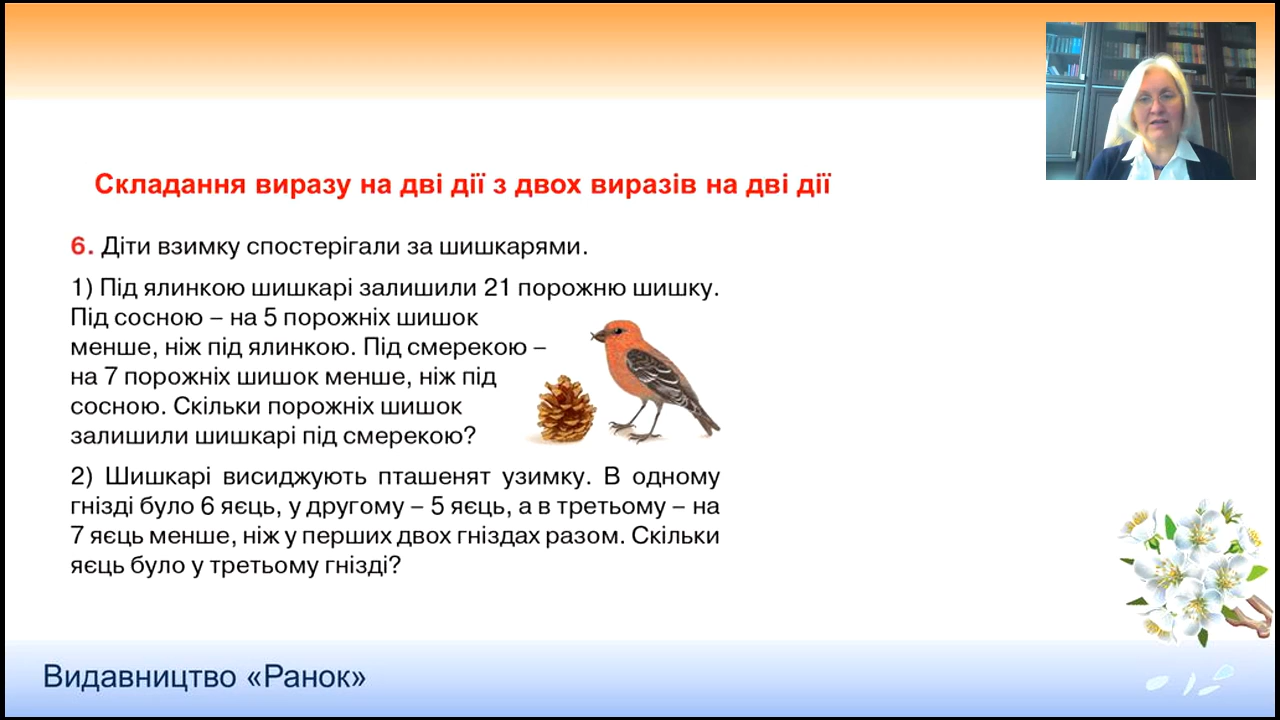 Складання виразу на дві дії з двох виразів на дві дії
6. Діти взимку спостерігали за шишкарями.
1) Під ялинкою шишкарі залишили 21 порожню шишку.
Під сосною – на 5 порожніх шишок
менше, ніж під ялинкою. Під смерекою –
на 7 порожніх шишок менше, ніж під
сосною. Скільки порожніх шишок
залишили шишкарі під смерекою?
2) Шишкарі висиджують пташенят узимку. В одному
гнізді було 6 яєць, у другому – 5 яєць, а в третьому – на
7 яєць менше, ніж у перших двох гніздах разом. Скільки
яєць було у третьому гнізді?
Видавництво «Ранок»